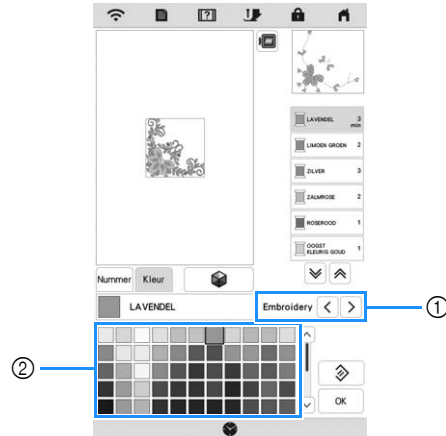 LAVENDEL 3
min
LIMOEN GROEN 2
ZILVER 3
ZALMROSE 2
ROSEROOD 1
OOGST
KLEURIG GOUD 1
Nummer Kleur
LAVENDEL
Embroidery < >
①
②
OK